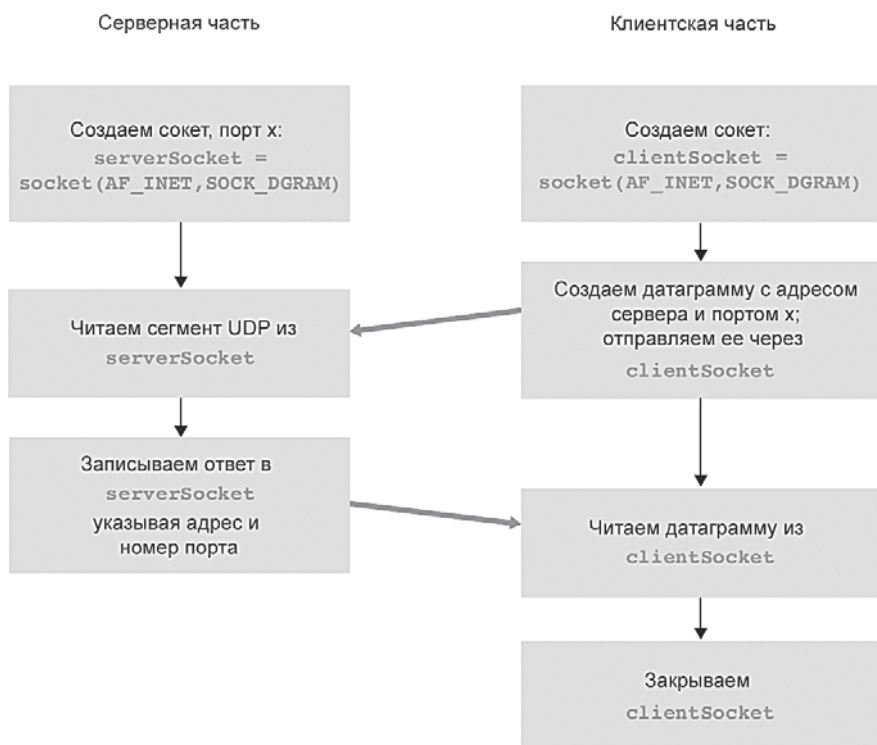 Серверная часть
Клиентская часть
Создаем сокет, порт x:
serverSocket =
socket(AF_INET,SOCK_DGRAM)
Создаем сокет:
clientSocket =
socket(AF_INET,SOCK_DGRAM)
Создаем датаграмму с адресом
сервера и портом x;
отправляем ее через
clientSocket
Читаем сегмент UDP из
serverSocket
Записываем ответ в
serverSocket
указывая адрес и
номер порта
Читаем датаграмму из
clientSocket
Закрываем
clientSocket